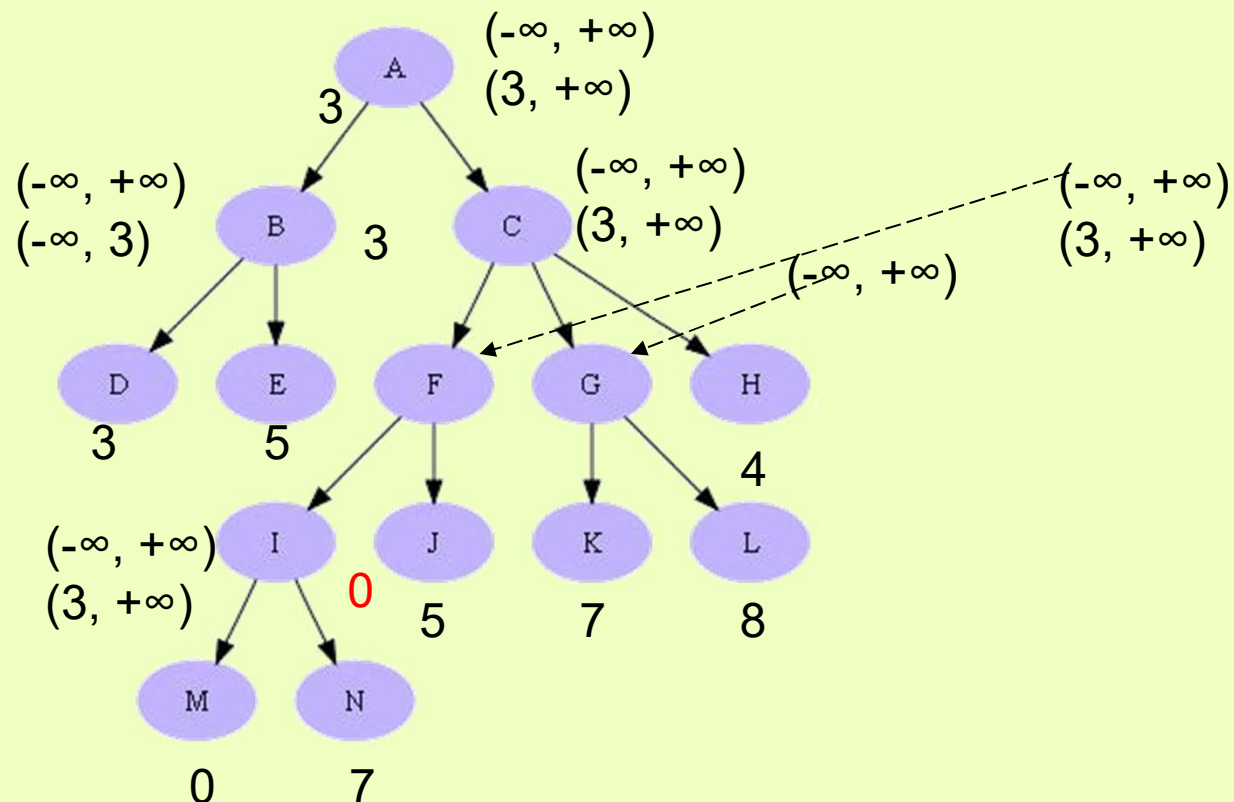 (-∞, +∞)
A
(3, +∞)
3
(-∞, +∞)
(-∞, +∞)
(-∞, +∞)
B
C
(-∞, 3)
3
(3, +∞)
(3, +∞)
(-∞, +∞)
D
E
F
G
H
3
5
4
(-∞, +∞)
I
J
K
L
(3, +∞)
0
5
7
8
M
N
0
7